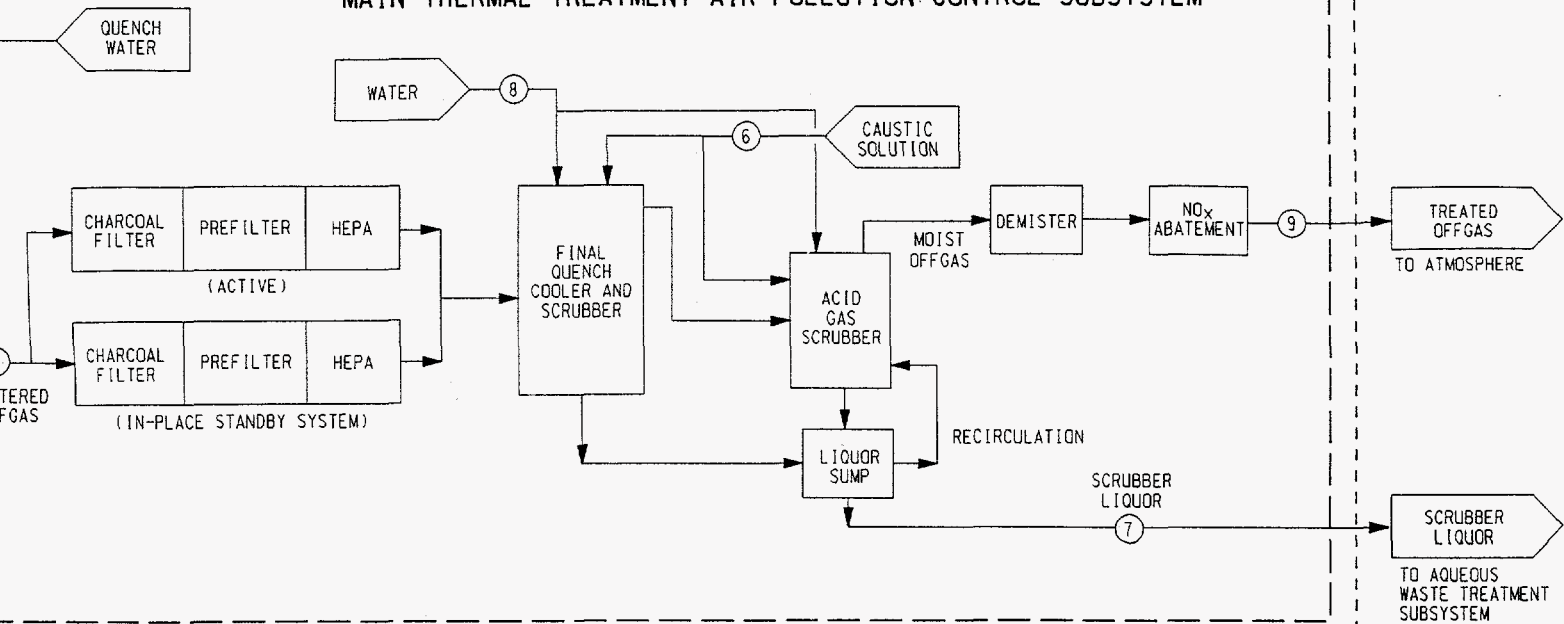 MAIN THERMAL TREATMENT AIR POLLUTION CONTROL SUBSYSTEM
QUENCH
WATER
WATER
8
6
CAUSTIC
SOLUTION
CHARCOAL
FILTER
PREFILTER
HEPA
(ACTIVE)
CHARCOAL
FILTER
PREFILTER
HEPA
(IN-PLACE STANDBY SYSTEM)
TERED
FGAS
FINAL
QUENCH
COOLER AND
SCRUBBER
ACID
GAS
SCRUBBER
MOIST
OFFGAS
DEMISTER
NOx
ABATEMENT
9
TREATED
OFFGAS
TO ATMOSPHERE
LIQUOR
SUMP
RECIRCULATION
SCRUBBER
LIQUOR
7
SCRUBBER
LIQUOR
TO AQUEOUS
WASTE TREATMENT
SUBSYSTEM